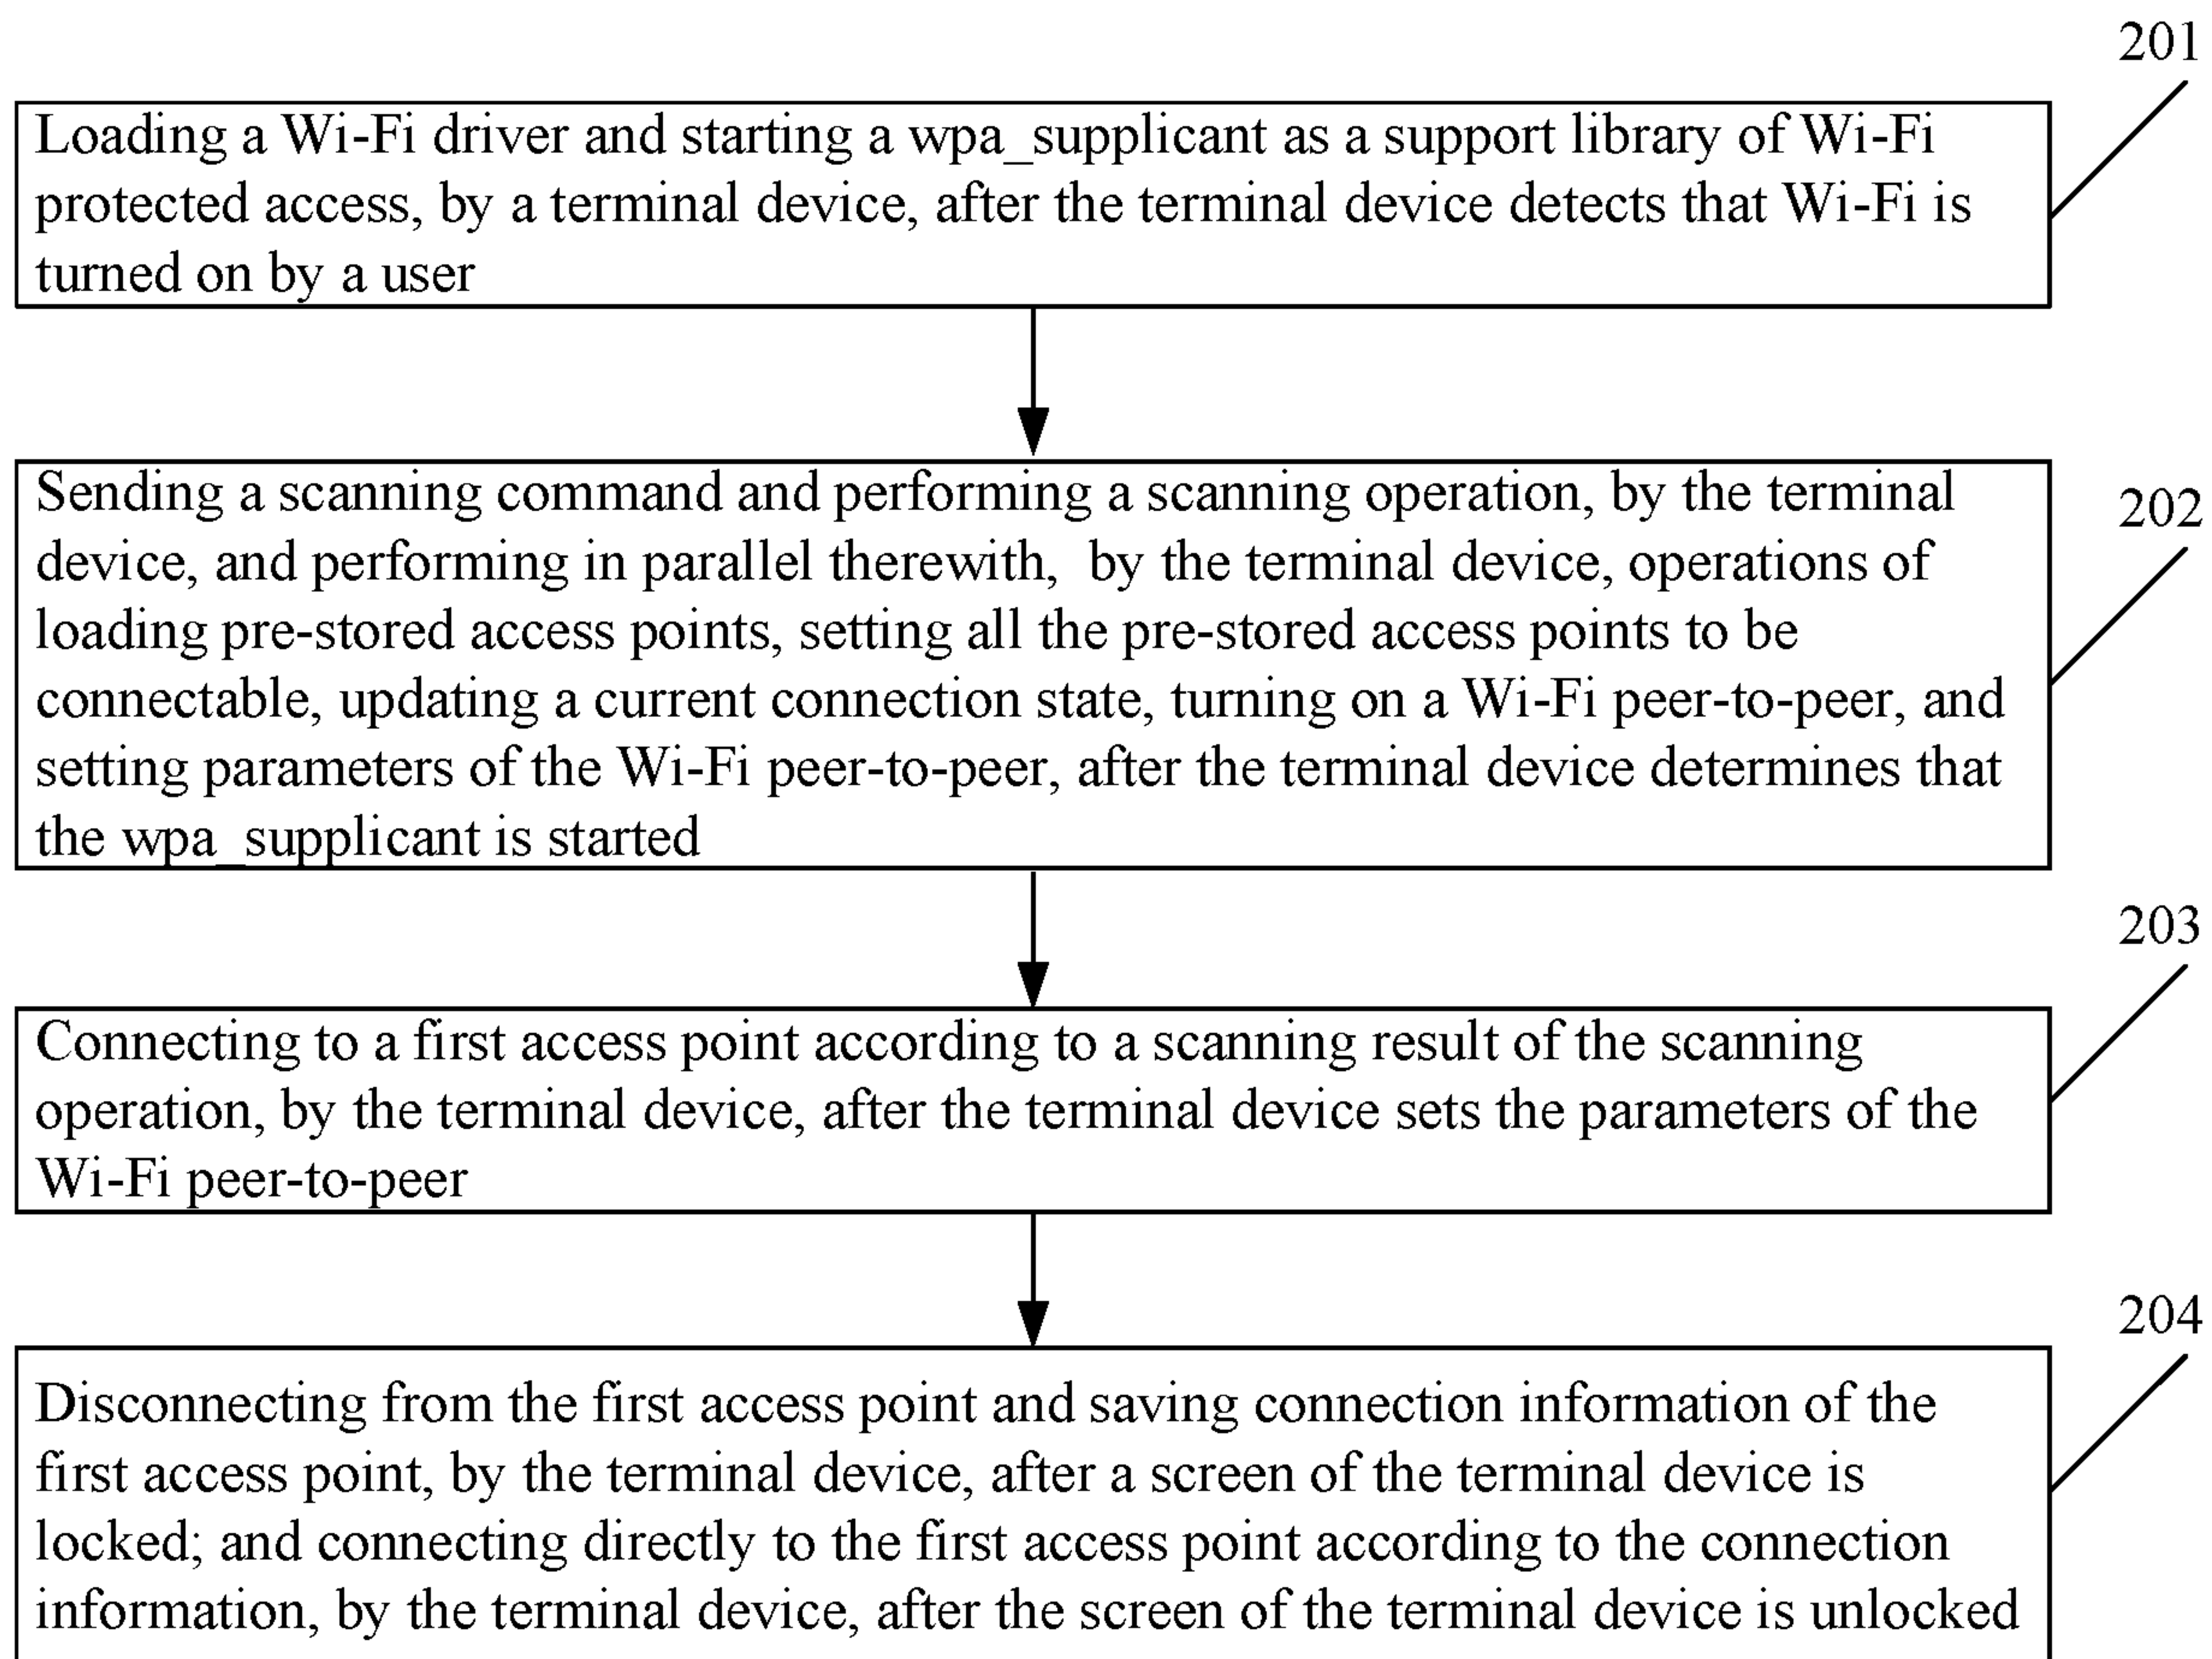 201
Loading a Wi-Fi driver and starting a wpa_supplicant as a support library of Wi-Fi
protected access, by a terminal device, after the terminal device detects that Wi-Fi is
turned on by a user
202
Sending a scanning command and performing a scanning operation, by the terminal
device, and performing in parallel therewith, by the terminal device, operations of
loading pre-stored access points, setting all the pre-stored access points to be
connectable, updating a current connection state, turning on a Wi-Fi peer-to-peer, and
setting parameters of the Wi-Fi peer-to-peer, after the terminal device determines that
the wpa_supplicant is started
203
Connecting to a first access point according to a scanning result of the scanning
operation, by the terminal device, after the terminal device sets the parameters of the
Wi-Fi peer-to-peer
204
Disconnecting from the first access point and saving connection information of the
first access point, by the terminal device, after a screen of the terminal device is
locked; and connecting directly to the first access point according to the connection
information, by the terminal device, after the screen of the terminal device is unlocked